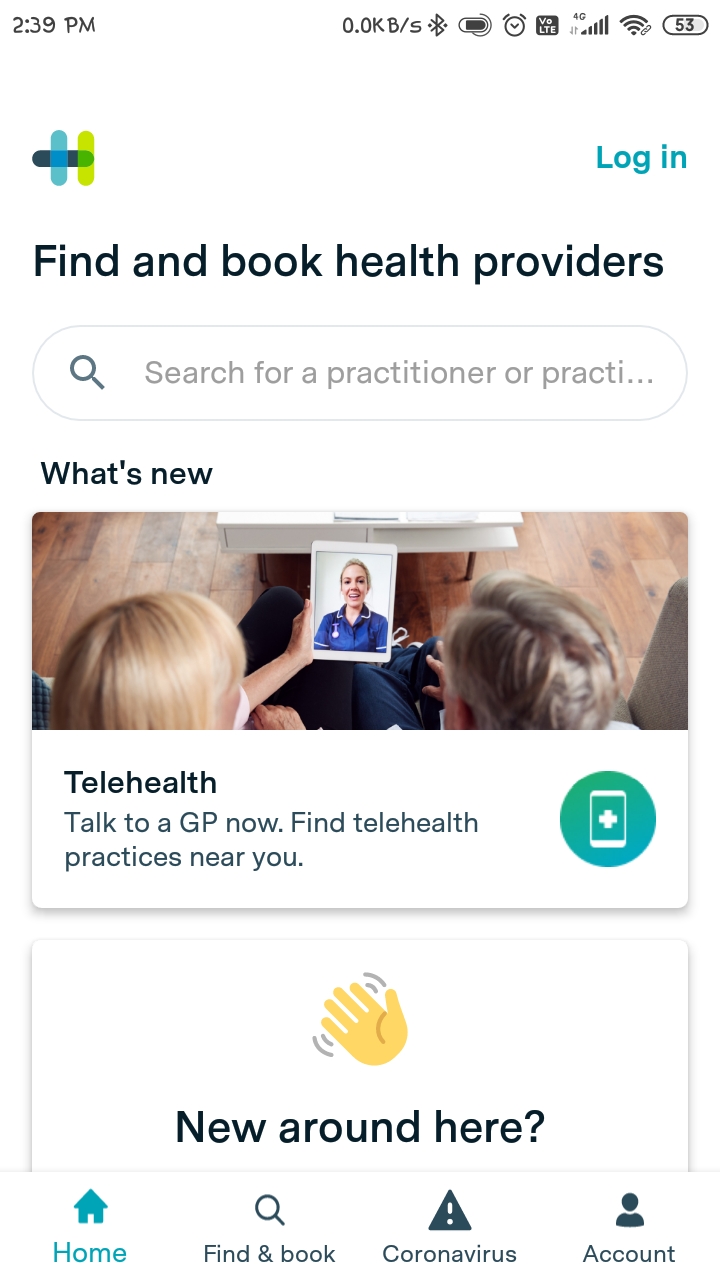 2:39 PM 0.0KB/s Vo LTE 4G 53
Log in
Find and book health providers
Search for a practitioner or practi...
What's new
Telehealth
Talk to a GP now. Find telehealth
practices near you.
New around here?
Home Find & book Coronavirus Account